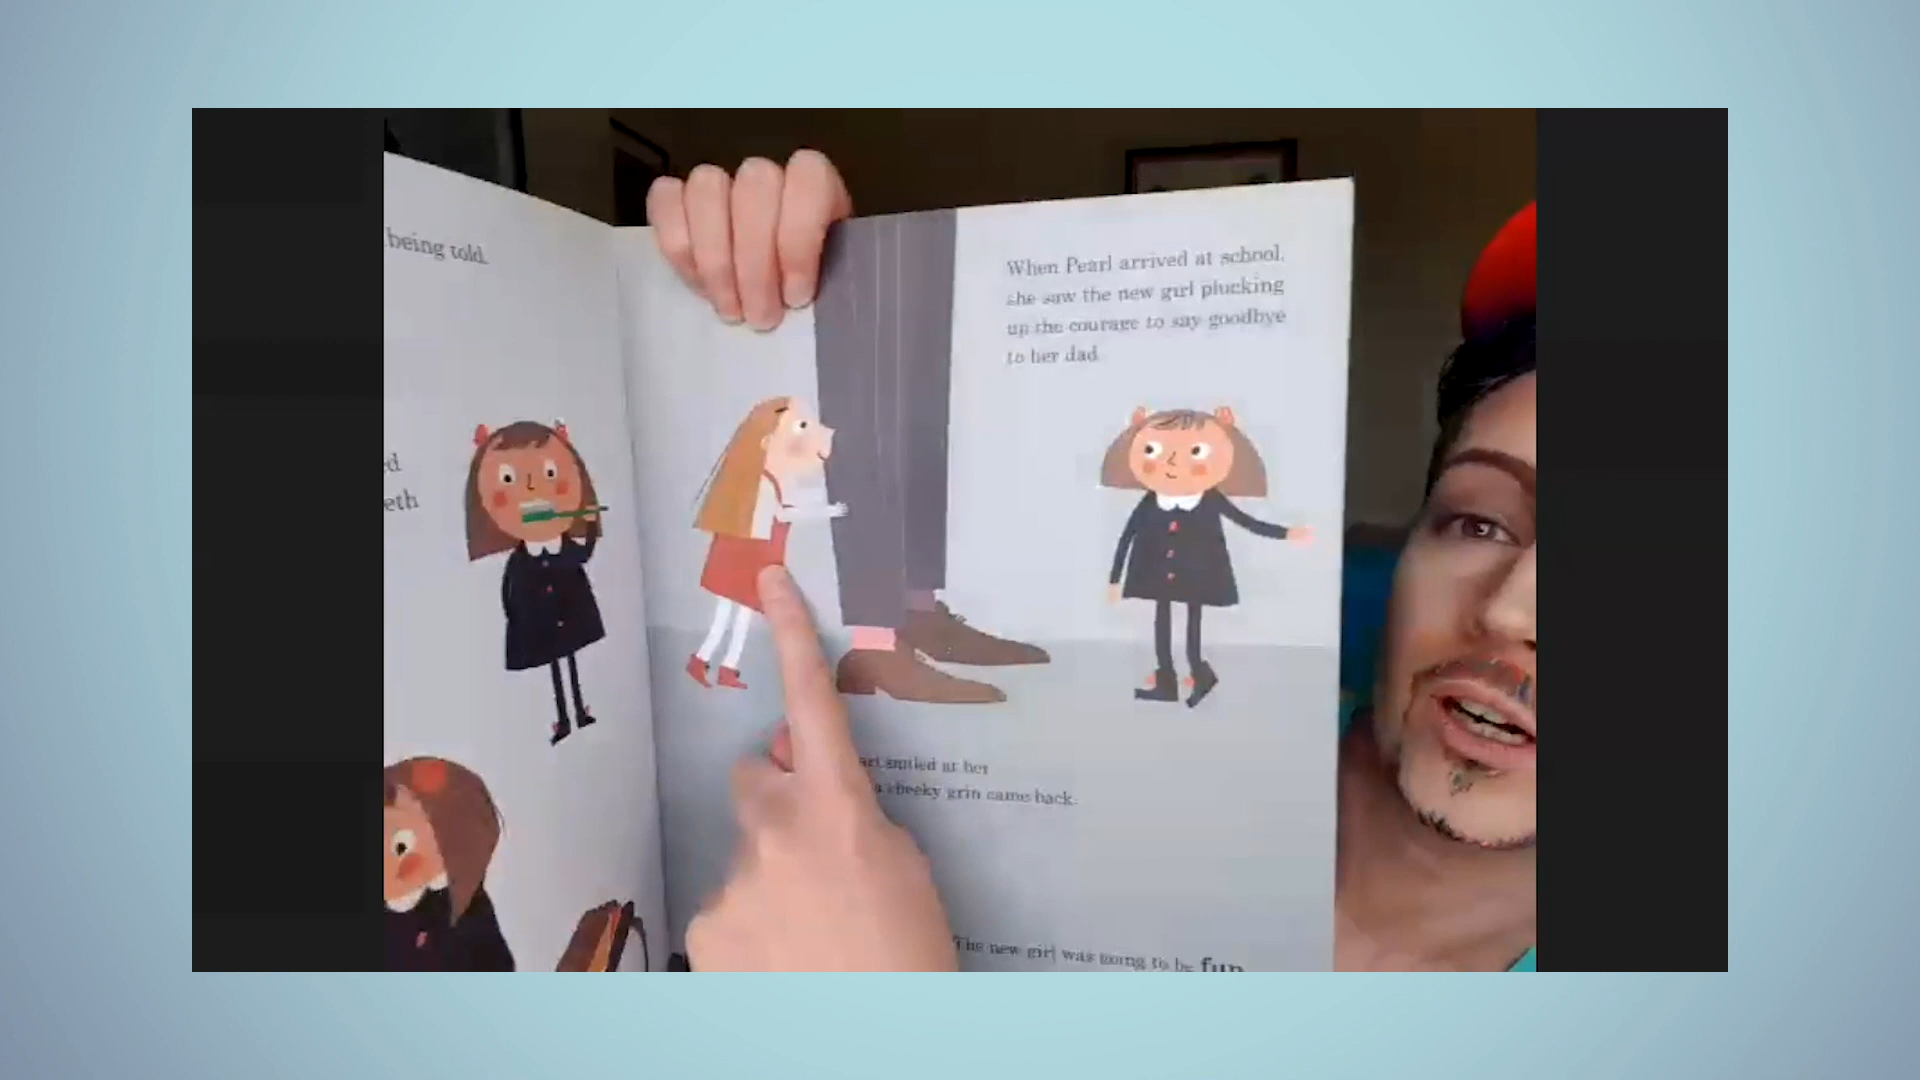 being told.
eth
When Pearl arrived at school,
she saw the new girl plucking
up the courage to say goodbye
to her dad.
smiled at her
a cheeky grin came back.
The new girl was going to be fun